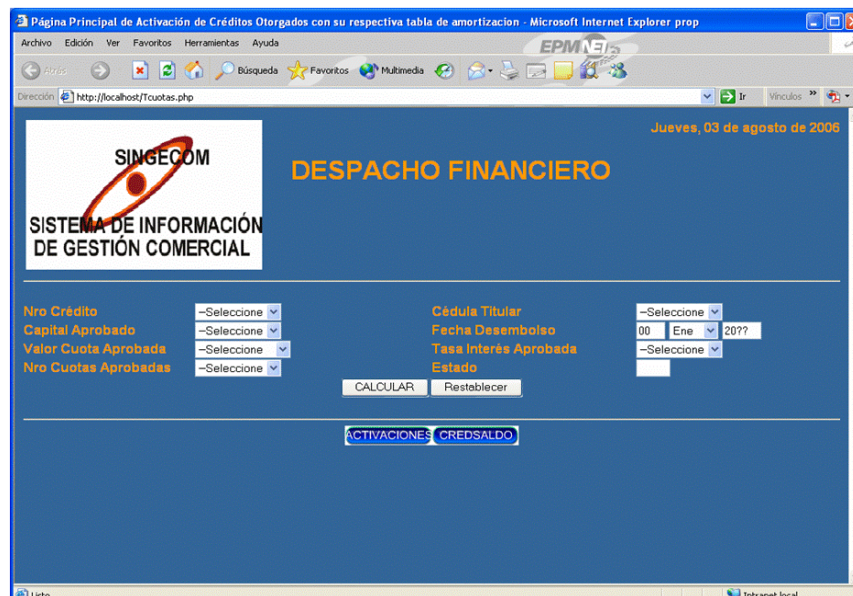 Página Principal de Activación de Créditos Otorgados con su respectiva tabla de amortizacion - Microsoft Internet Explorer prop
Archivo Edición Ver Favoritos Herramientas Ayuda
EPMNET
Atrás Búsqueda Favoritos Multimedia
Dirección http://localhost/Tcuotas.php Ir Vínculos »
Jueves, 03 de agosto de 2006
SINGECOM
SISTEMA DE INFORMACIÓN
DE GESTIÓN COMERCIAL
DESPACHO FINANCIERO
Nro Crédito –Seleccione Cédula Titular –Seleccione
Capital Aprobado –Seleccione Fecha Desembolso 00 Ene 20??
Valor Cuota Aprobada –Seleccione Tasa Interés Aprobada –Seleccione
Nro Cuotas Aprobadas –Seleccione Estado
CALCULAR Restablecer
ACTIVACIONES CREDSALDO
Listo Intranet local